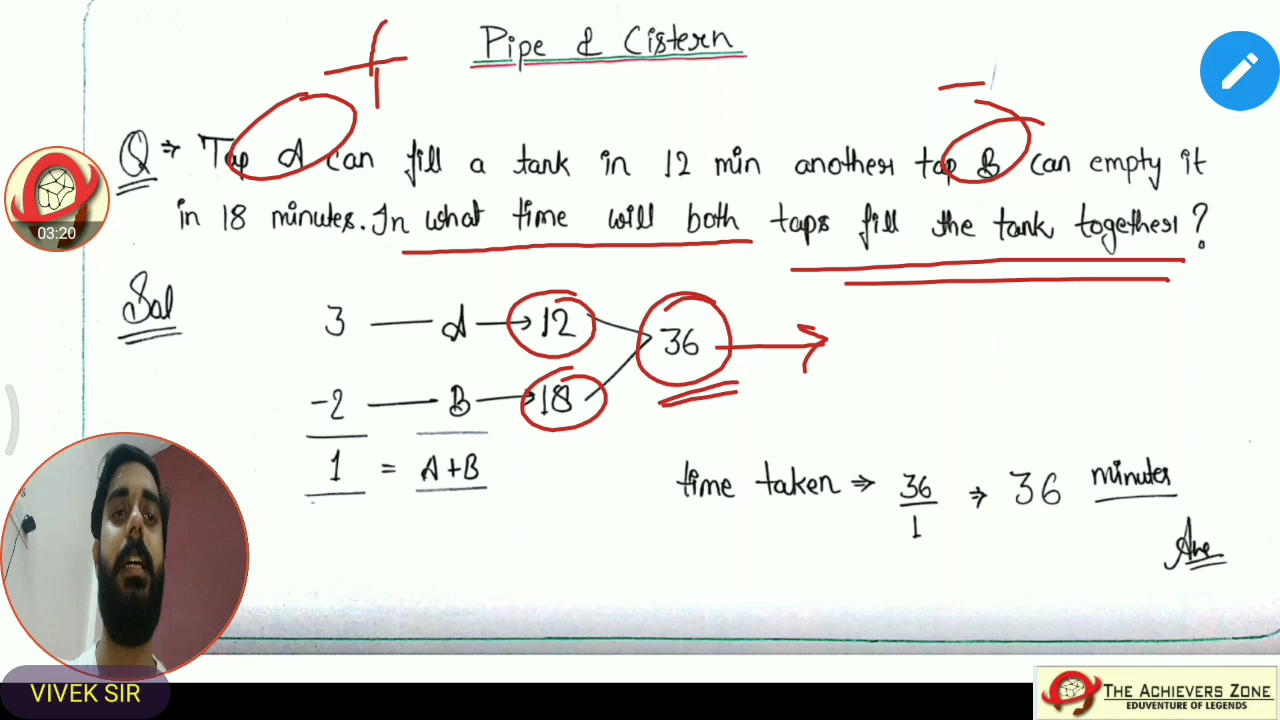 Pipe & Cistern
Q ⇒ Tap A can fill a tank in 12 min another tap B can empty it
in 18 minutes. In what time will both taps fill the tank together?
03:20
Sol
3 — A → 12
36
-2 — B → 18
1 = A+B
time taken ⇒ 36/1 ⇒ 36 minutes
Ans
VIVEK SIR
THE ACHIEVERS ZONE
EDUVENTURE OF LEGENDS